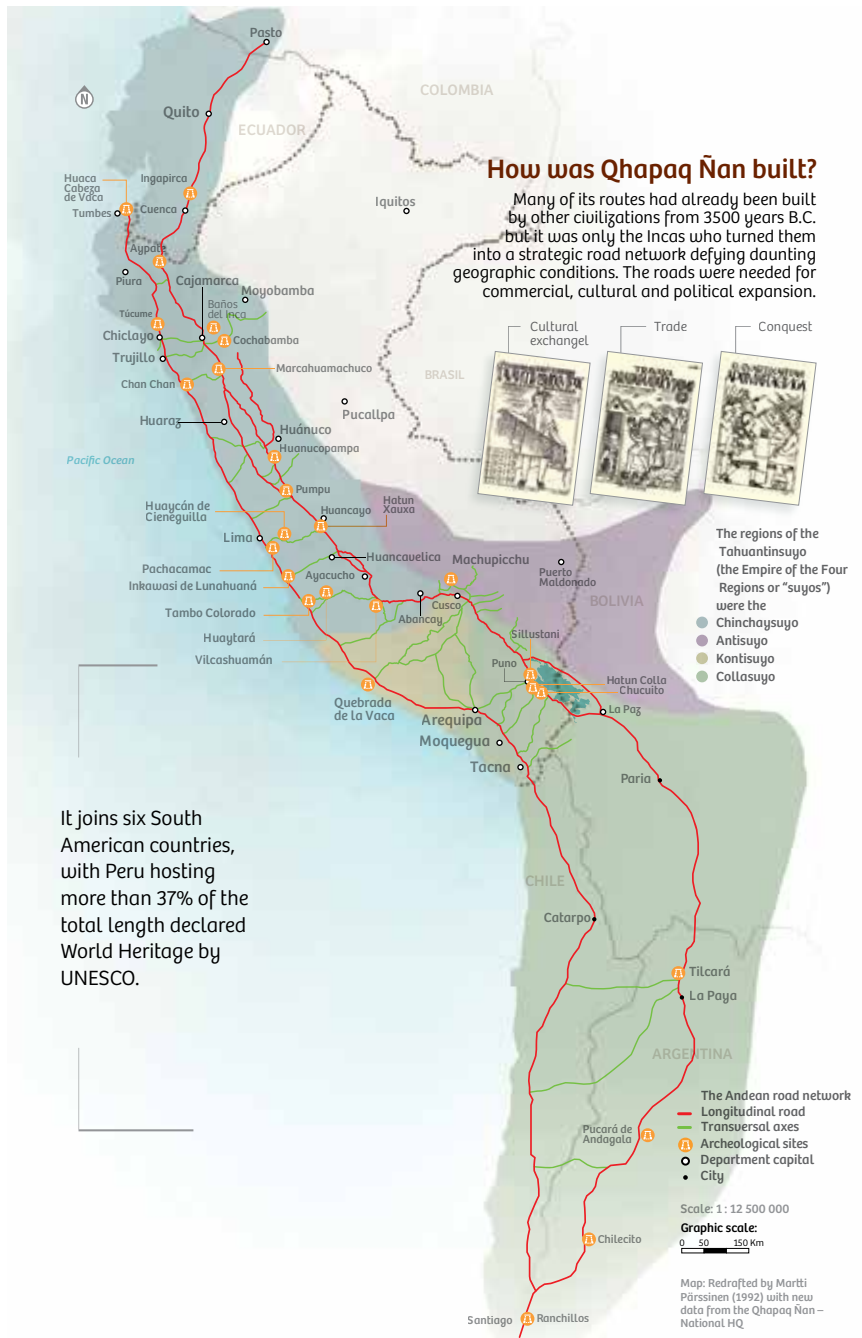 Pasto
N
COLOMBIA
Quito
ECUADOR
How was Qhapaq Ñan built?
Many of its routes had already been built
by other civilizations from 3500 years B.C.
but it was only the Incas who turned them
into a strategic road network defying daunting
geographic conditions. The roads were needed for
commercial, cultural and political expansion.
Huaca
Cabeza
de Vaca
Ingapirca
Tumbes
Cuenca
Iquitos
Aypate
Piura
Cajamarca
Moyobamba
Baños
del Inca
Túcume
Chiclayo
Cochabamba
Trujillo
Marcahuamachuco
Chan Chan
BRASIL
Cultural
exchangel
Trade
Conquest
Pucallpa
Huaraz
Huánuco
Huanucopampa
Pacific Ocean
Pumpu
Hatun
Xauxa
Huaycán de
Cieneguilla
Huancayo
Lima
Huancavelica
Machupicchu
Pachacamac
Ayacucho
Puerto
Maldonado
Inkawasi de Lunahuaná
Cusco
Abancay
BOLIVIA
Tambo Colorado
Huaytará
Sillustani
Vilcashuamán
Puno
Hatun Colla
Chucuito
Quebrada
de la Vaca
La Paz
Arequipa
Moquegua
Tacna
Paria
The regions of the
Tahuantinsuyo
(the Empire of the Four
Regions or “suyos”)
were the
Chinchaysuyo
Antisuyo
Kontisuyo
Collasuyo
It joins six South
American countries,
with Peru hosting
more than 37% of the
total length declared
World Heritage by
UNESCO.
CHILE
Catarpo
Tilcará
La Paya
ARGENTINA
Pucará de
Andagala
Chilecito
Santiago
Ranchillos
The Andean road network
Longitudinal road
Transversal axes
Archeological sites
Department capital
City
Scale: 1 : 12 500 000
Graphic scale:
0 50 150 Km
Map: Redrafted by Martti
Pärssinen (1992) with new
data from the Qhapaq Ñan –
National HQ